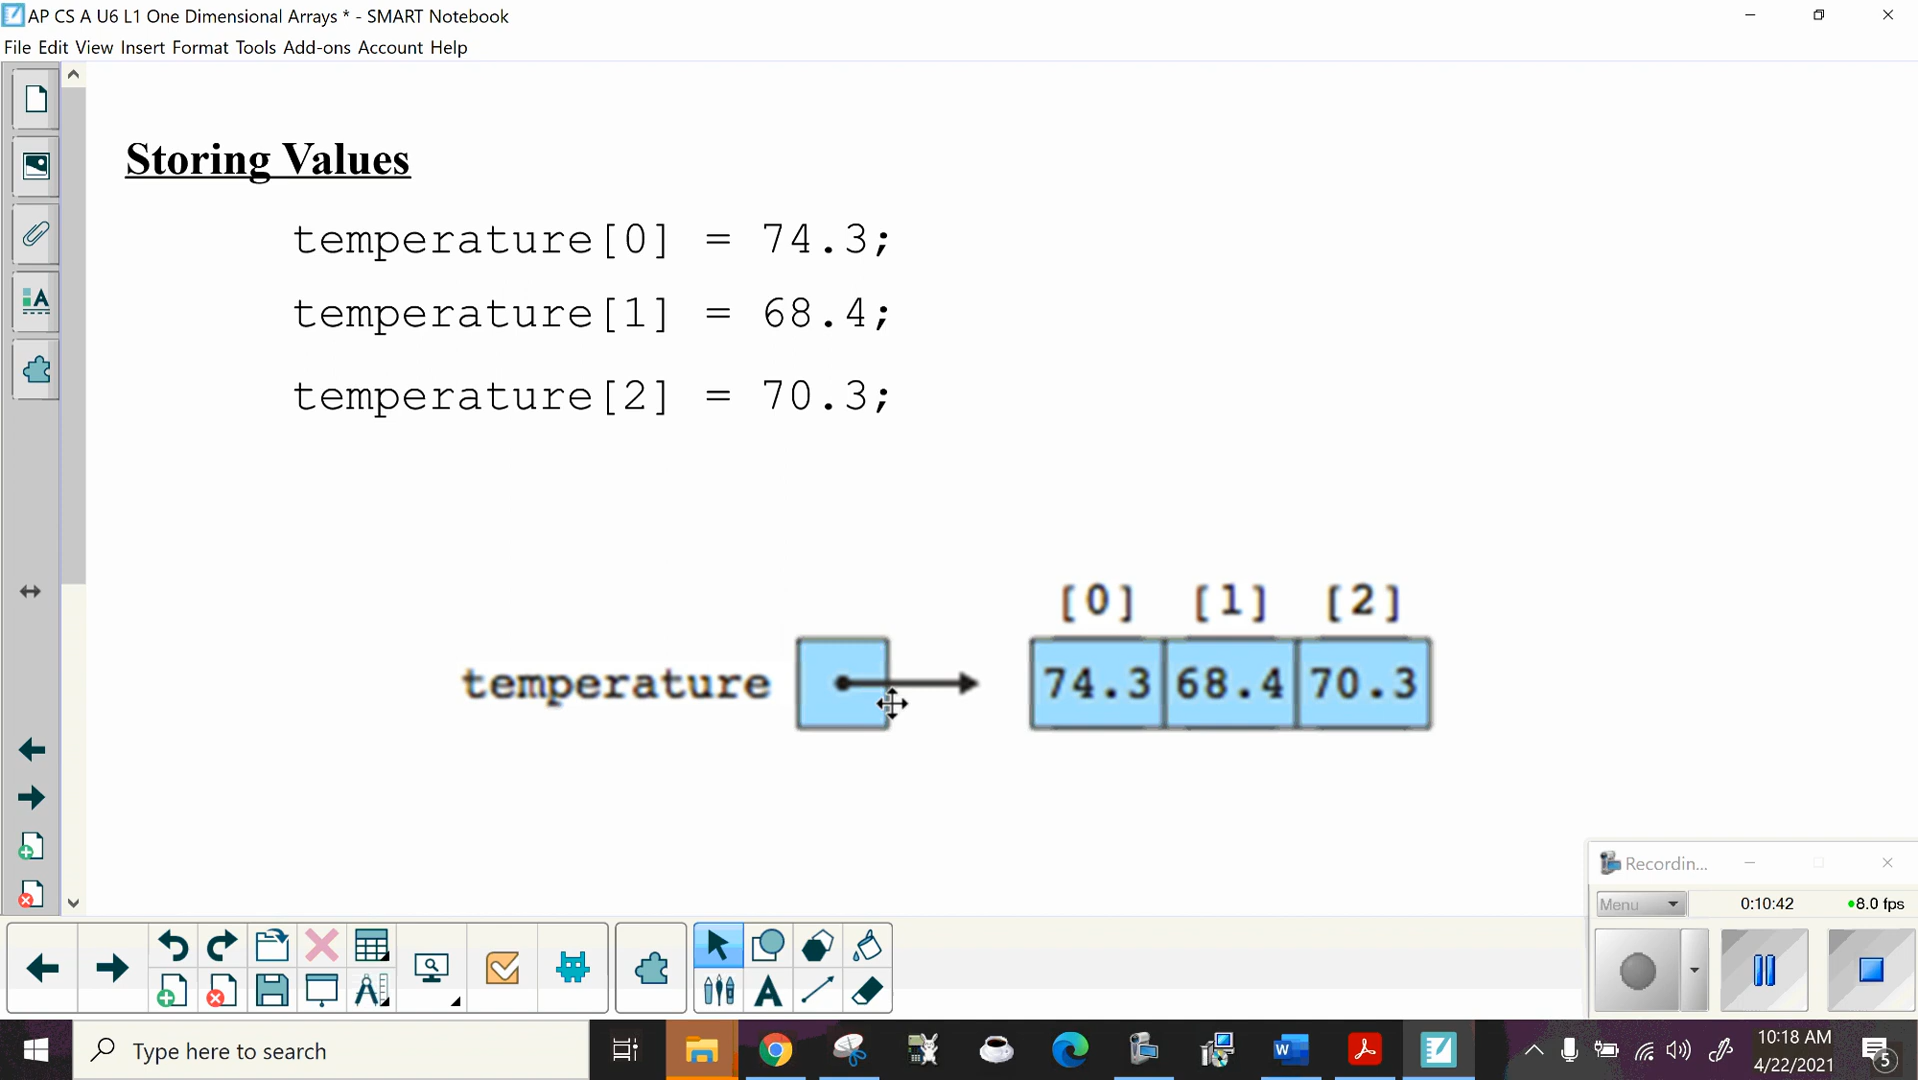 AP CS A U6 L1 One Dimensional Arrays * - SMART Notebook
File Edit View Insert Format Tools Add-ons Account Help
Storing Values
temperature[0] = 74.3;
temperature[1] = 68.4;
temperature[2] = 70.3;
[0] [1] [2]
temperature 74.3 68.4 70.3
Recordin...
Menu 0:10:42 8.0 fps
Type here to search
10:18 AM
4/22/2021
5